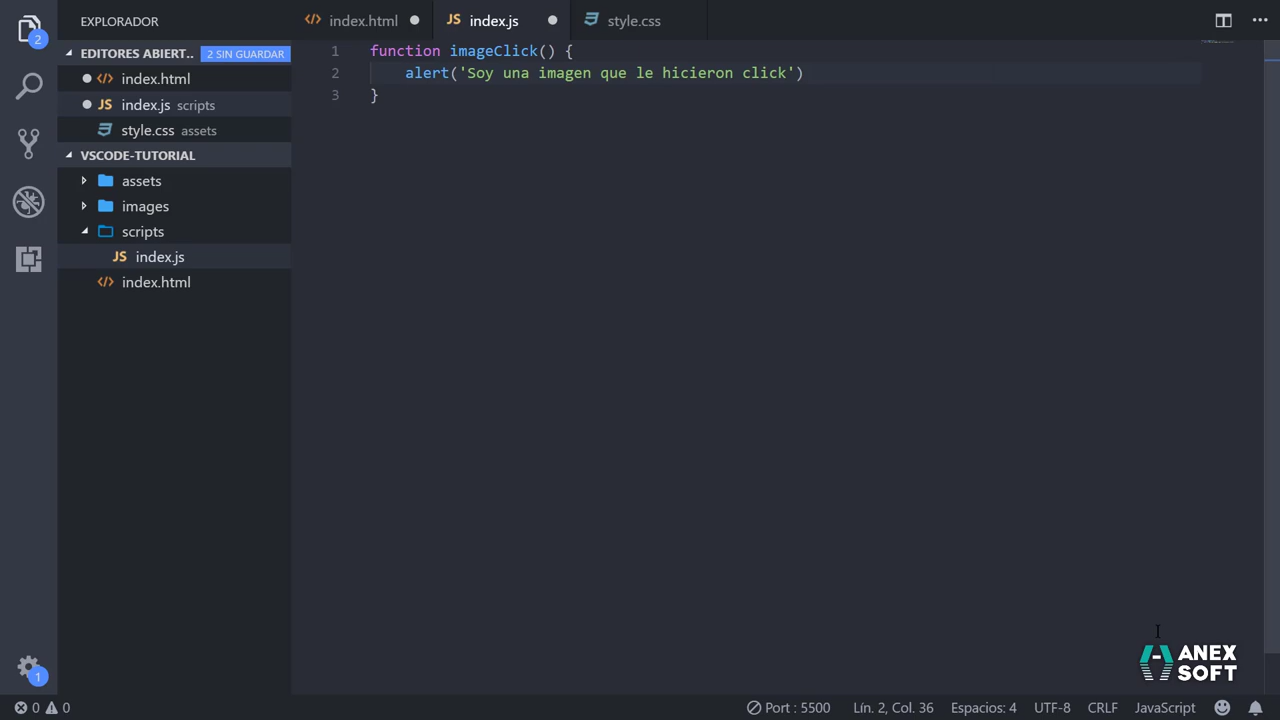 EXPLORADOR
index.html
index.js
style.css
2
EDITORES ABIERT..
2 SIN GUARDAR
index.html
index.js scripts
style.css assets
VSCODE-TUTORIAL
assets
images
scripts
index.js
index.html
1 function imageClick() {
2 alert('Soy una imagen que le hicieron click')
3 }
ANEX
SOFT
1
0 0 Port : 5500 Lín. 2, Col. 36 Espacios: 4 UTF-8 CRLF JavaScript